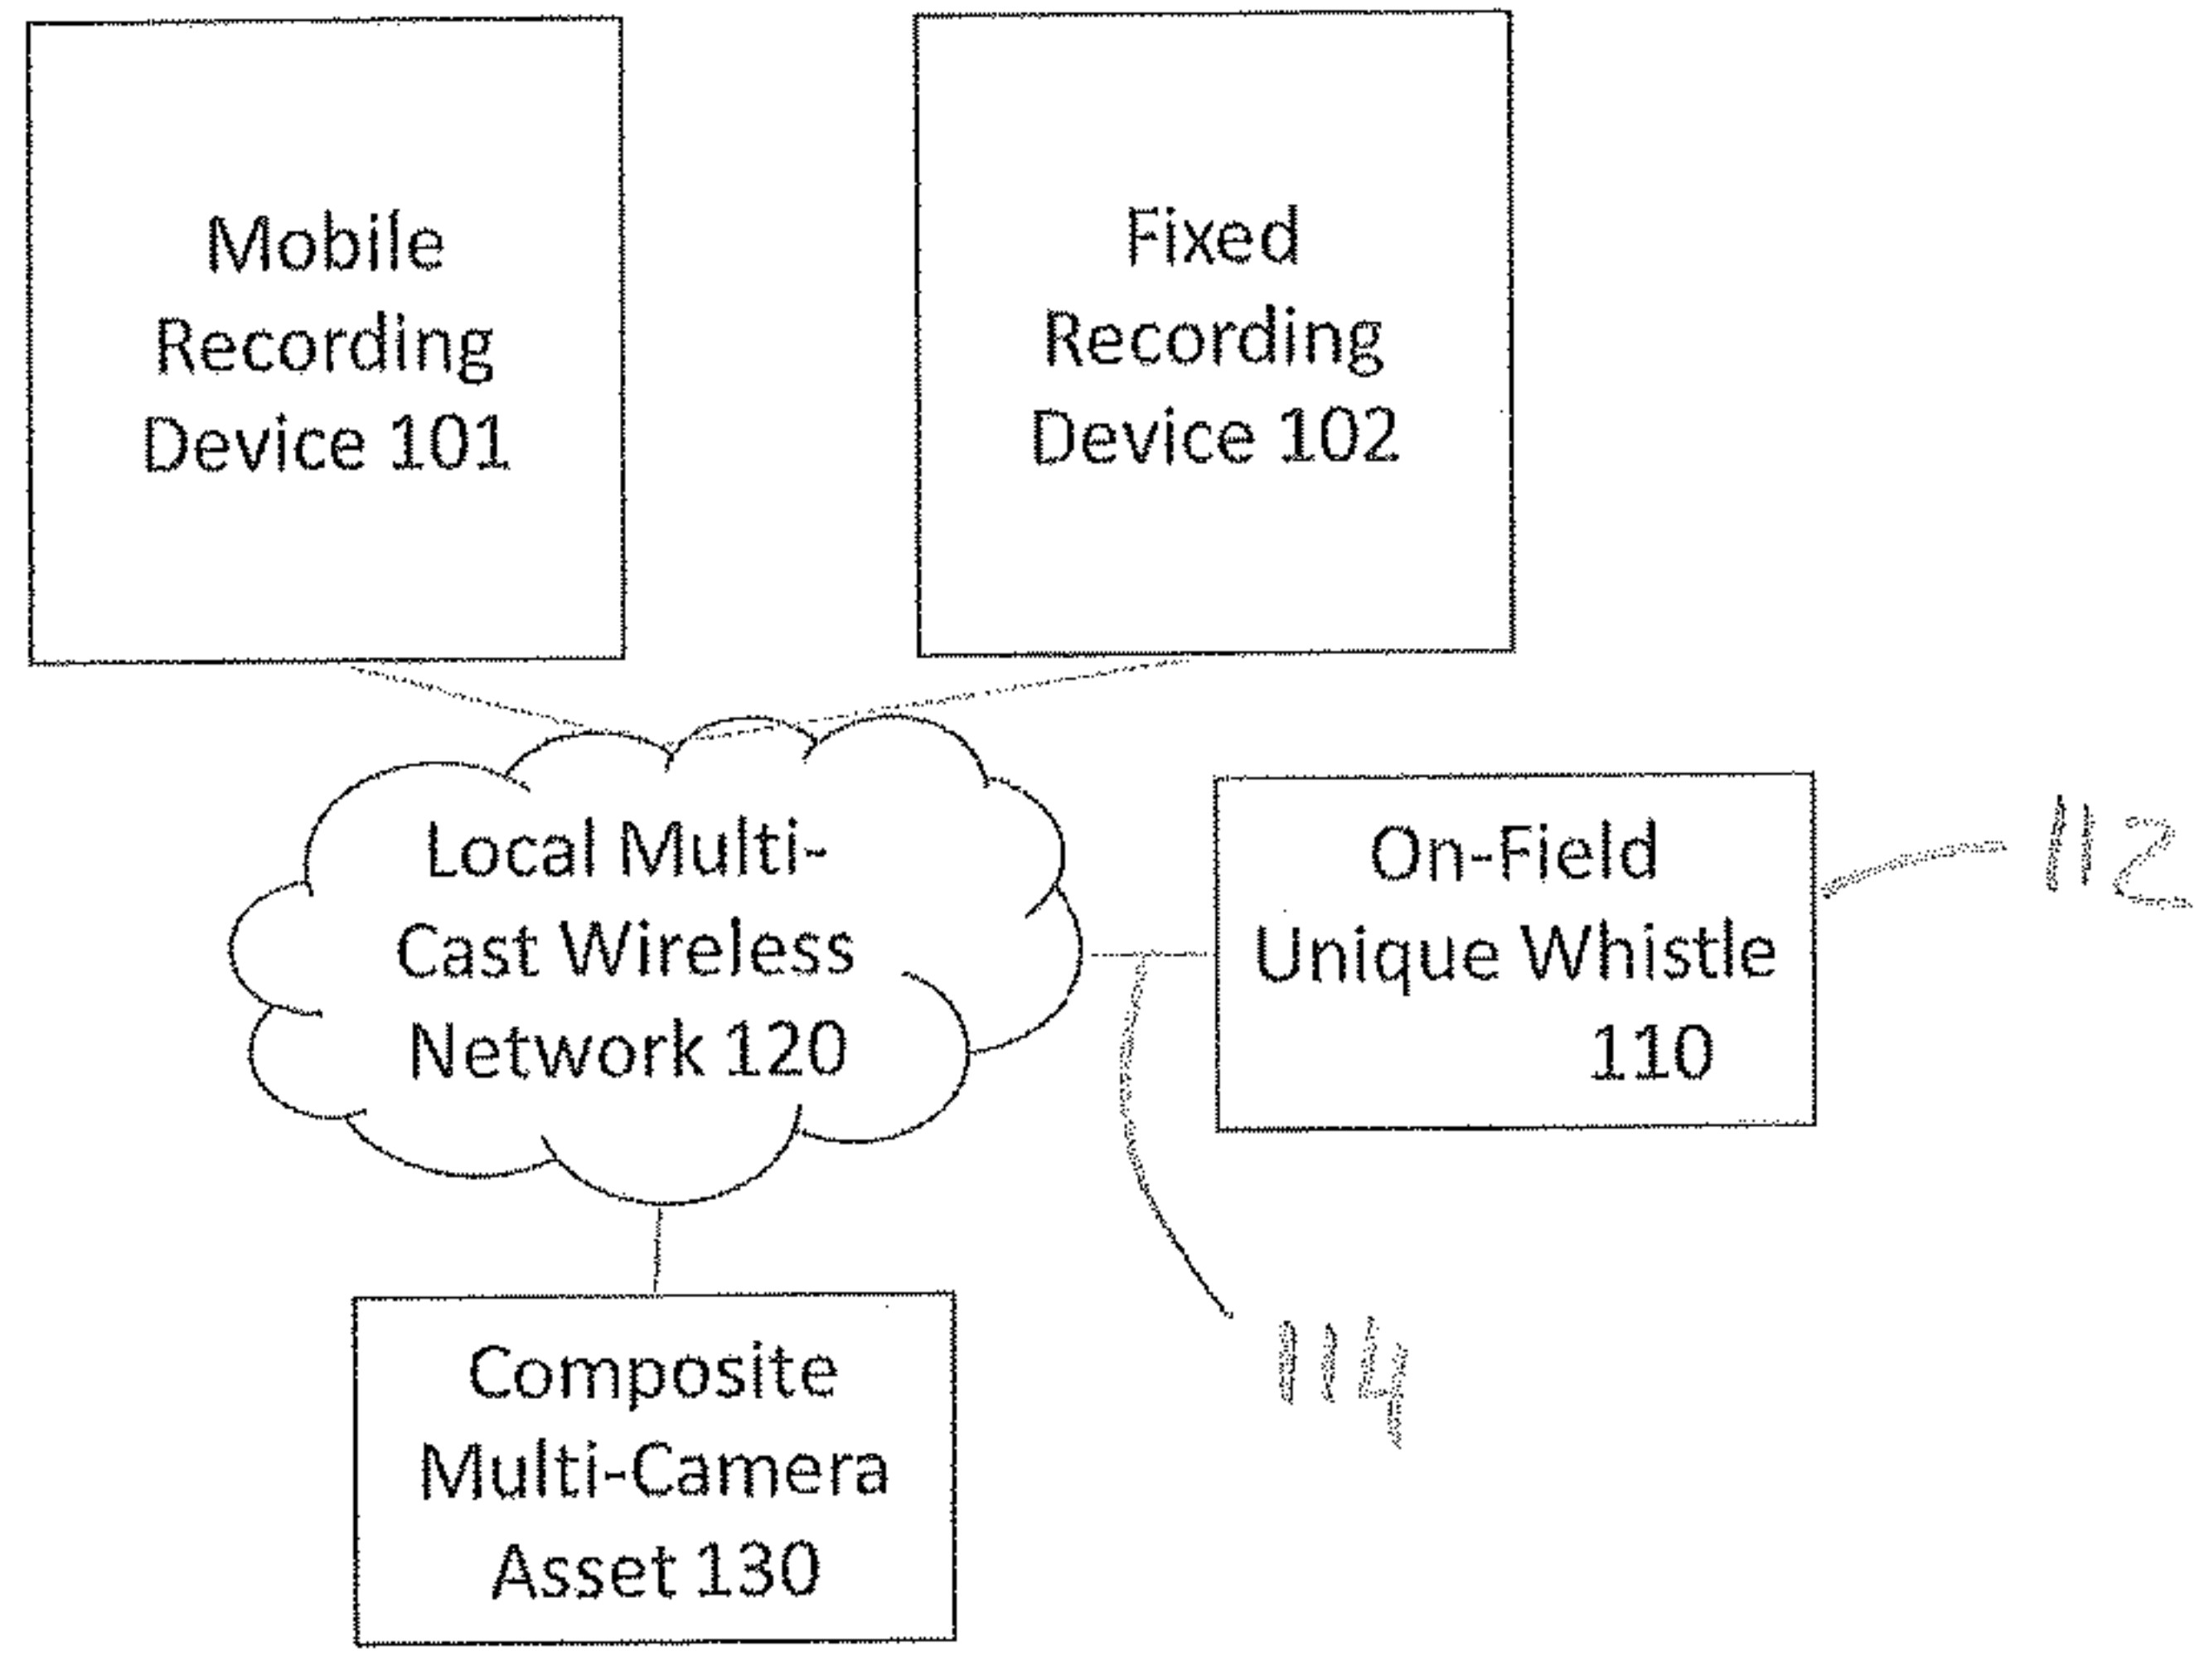 Mobile
Recording
Device 101
Fixed
Recording
Device 102
Local Multi-
Cast Wireless
Network 120
On-Field
Unique Whistle
110
112
114
Composite
Multi-Camera
Asset 130